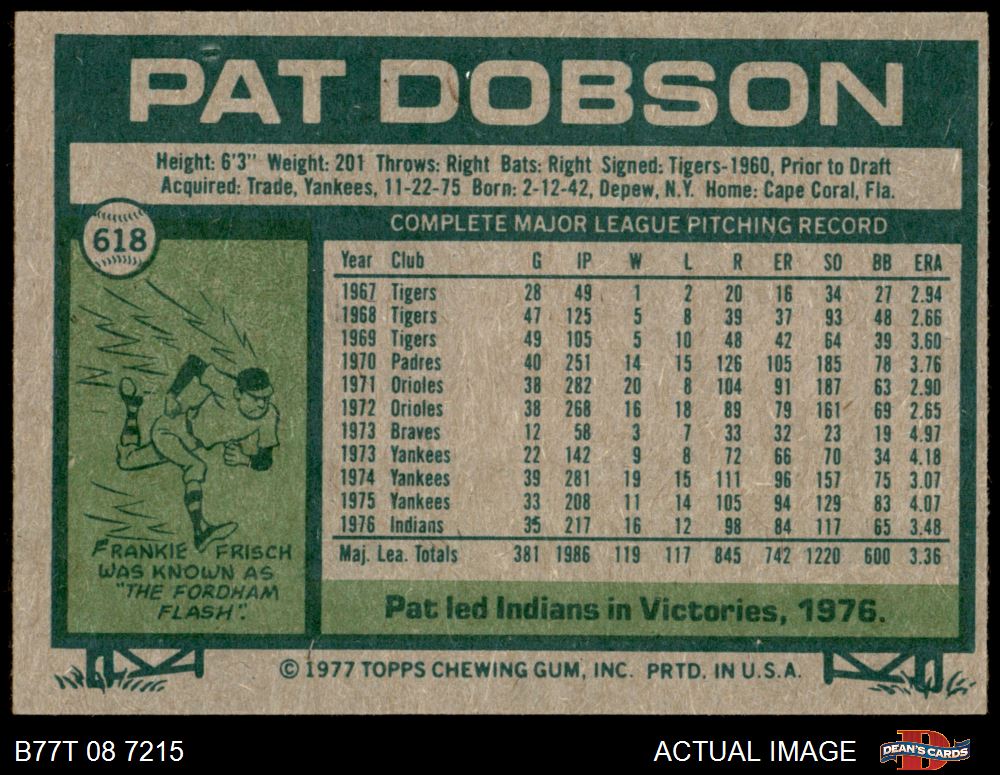 PAT DOBSON
Height: 6'3" Weight: 201 Throws: Right Bats: Right Signed: Tigers-1960, Prior to Draft
Acquired: Trade, Yankees, 11-22-75 Born: 2-12-42, Depew, N.Y. Home: Cape Coral, Fla.
618
COMPLETE MAJOR LEAGUE PITCHING RECORD
Year Club G IP W L R ER SO BB ERA
1967 Tigers 28 49 1 2 20 16 34 27 2.94
1968 Tigers 47 125 5 8 39 37 93 48 2.66
1969 Tigers 49 105 5 10 48 42 64 39 3.60
1970 Padres 40 251 14 15 126 105 185 78 3.76
1971 Orioles 38 282 20 8 104 91 187 63 2.90
1972 Orioles 38 268 16 18 89 79 161 69 2.65
1973 Braves 12 58 3 7 33 32 23 19 4.97
1973 Yankees 22 142 9 8 72 66 70 34 4.18
1974 Yankees 39 281 19 15 111 96 157 75 3.07
1975 Yankees 33 208 11 14 105 94 129 83 4.07
1976 Indians 35 217 16 12 98 84 117 65 3.48
Maj. Lea. Totals 381 1986 119 117 845 742 1220 600 3.36
FRANKIE FRISCH
WAS KNOWN AS
"THE FORDHAM
FLASH".
Pat led Indians in Victories, 1976.
© 1977 TOPPS CHEWING GUM, INC. PRTD. IN U.S.A.
B77T 08 7215
ACTUAL IMAGE
DEAN'S CARDS